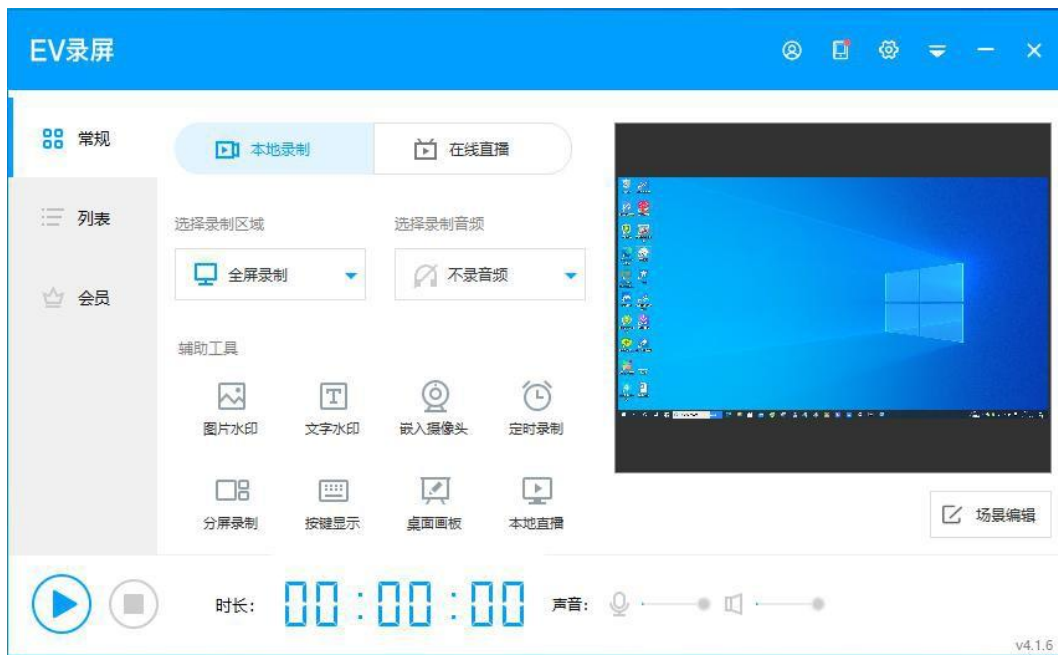 EV录屏
常规
列表
会员
本地录制
在线直播
选择录制区域
选择录制音频
全屏录制
不录音频
辅助工具
图片水印
文字水印
嵌入摄像头
定时录制
分屏录制
按键显示
桌面画板
本地直播
场景编辑
时长:
00:00:00
声音:
v4.1.6